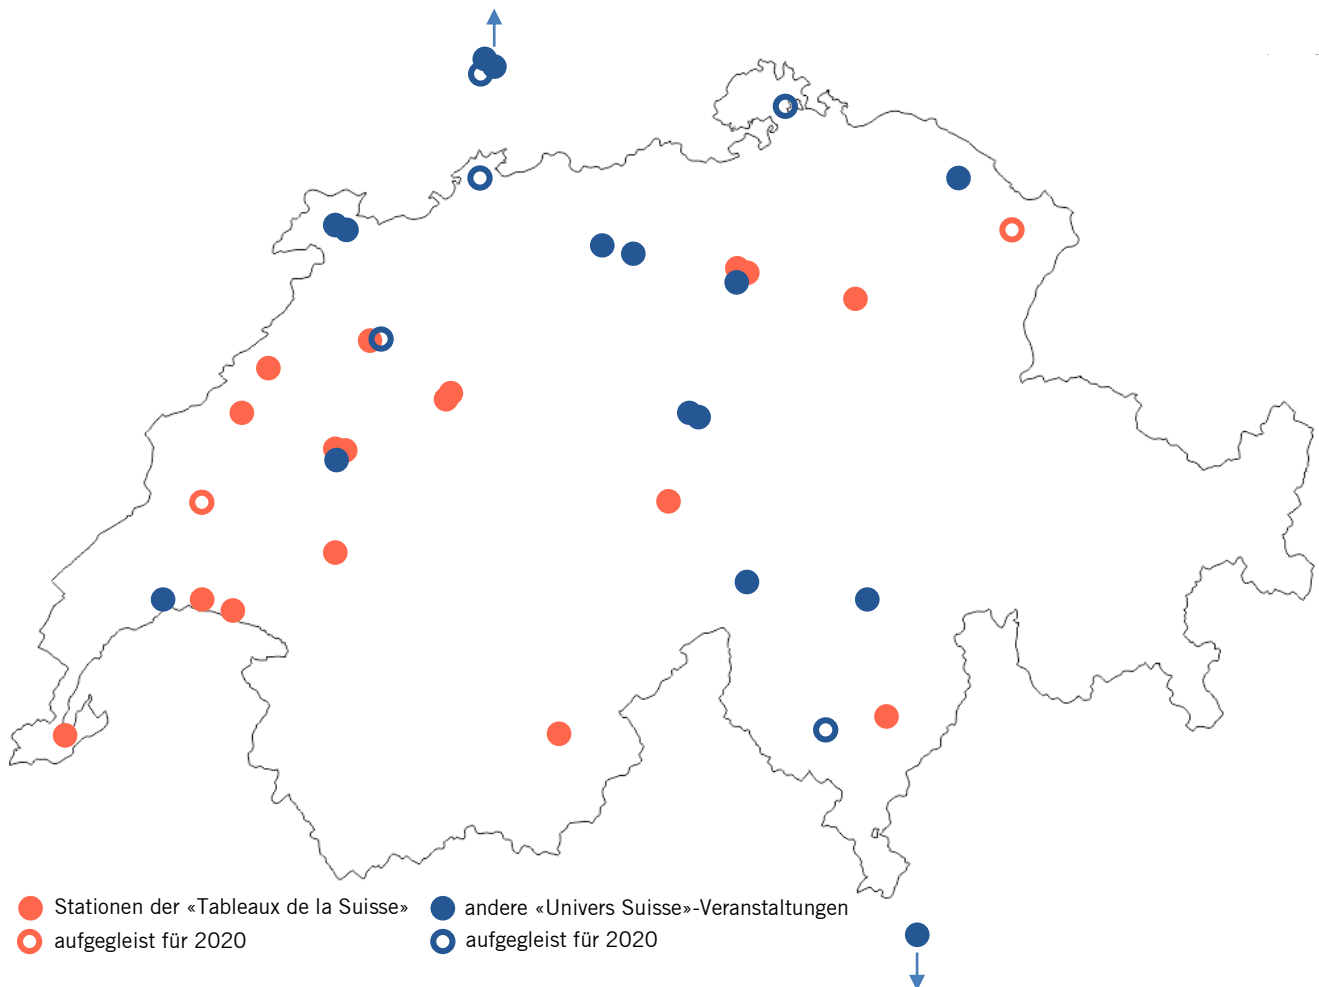 Stationen der «Tableaux de la Suisse»
aufgegleist für 2020
andere «Univers Suisse»-Veranstaltungen
aufgegleist für 2020